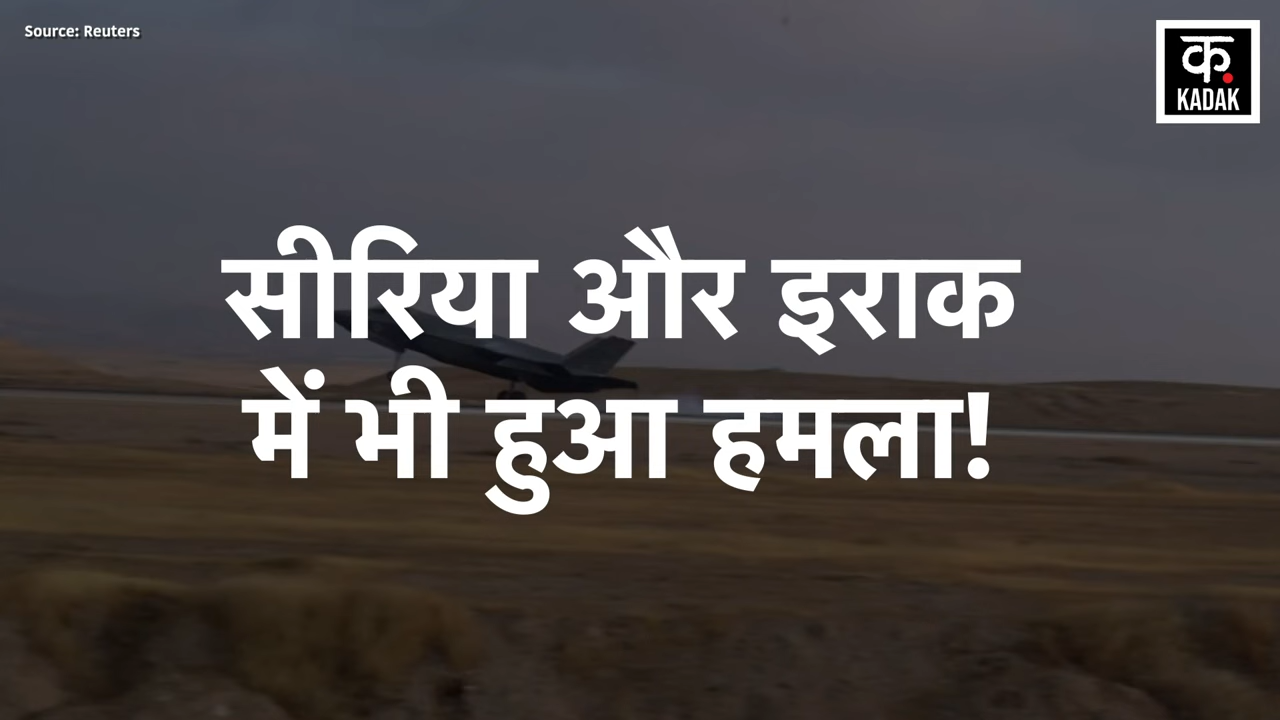 Source: Reuters
क.
KADAK
सीरिया और इराक
में भी हुआ हमला!